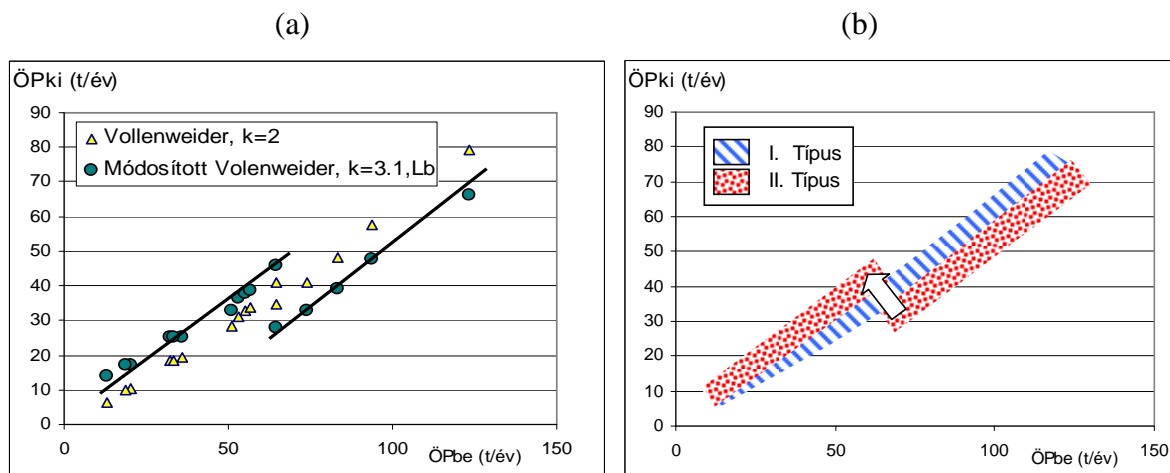 (a)
(b)
ÖPki (t/év)
90
80
70
60
50
40
30
20
10
0
Vollenweider, k=2
Módosított Volenweider, k=3.1,Lb
0
50
100
150
ÖPbe (t/év)
ÖPki (t/év)
90
80
70
60
50
40
30
20
10
0
I. Típus
II. Típus
0
50
100
150
ÖPbe (t/év)